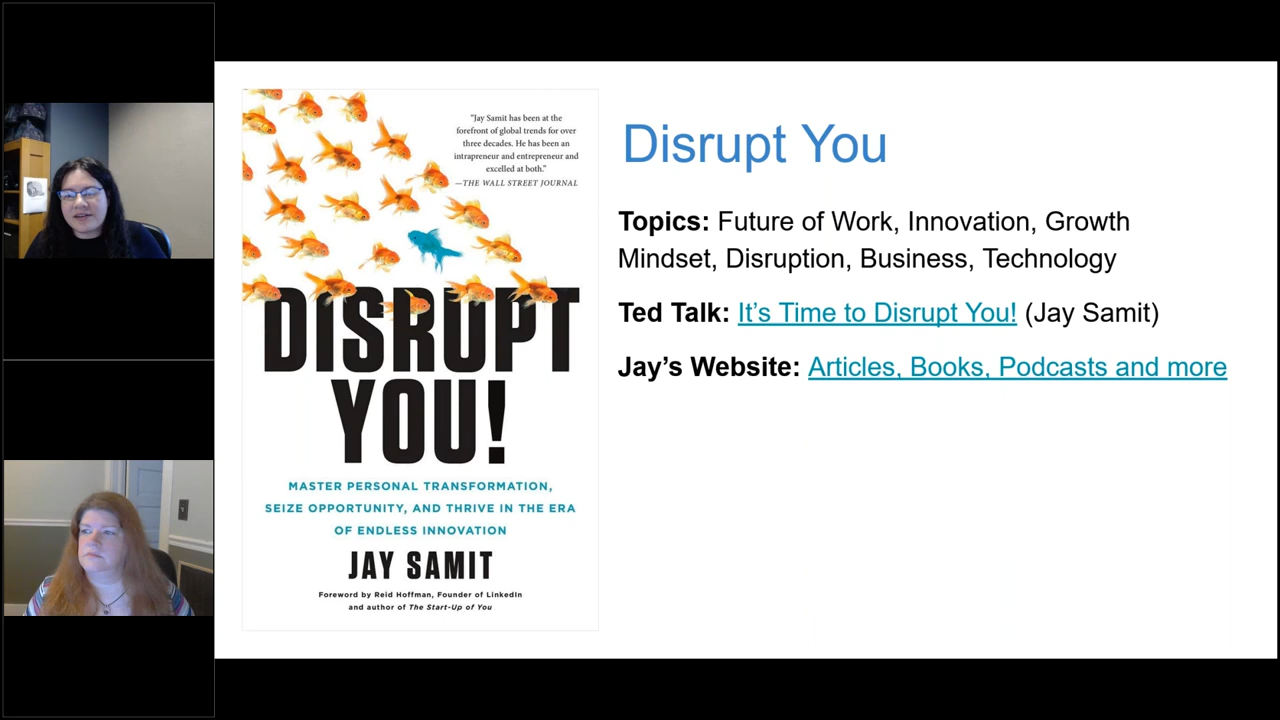 "Jay Samit has been at the
forefront of global trends for over
three decades. He has been an
intrapreneur and entrepreneur and
excelled at both."
—THE WALL STREET JOURNAL
DISRUPT
YOU!
MASTER PERSONAL TRANSFORMATION,
SEIZE OPPORTUNITY, AND THRIVE IN THE ERA
OF ENDLESS INNOVATION
JAY SAMIT
Foreword by Reid Hoffman, Founder of LinkedIn
and author of The Start-Up of You
Disrupt You
Topics: Future of Work, Innovation, Growth
Mindset, Disruption, Business, Technology
Ted Talk: It's Time to Disrupt You! (Jay Samit)
Jay's Website: Articles, Books, Podcasts and more